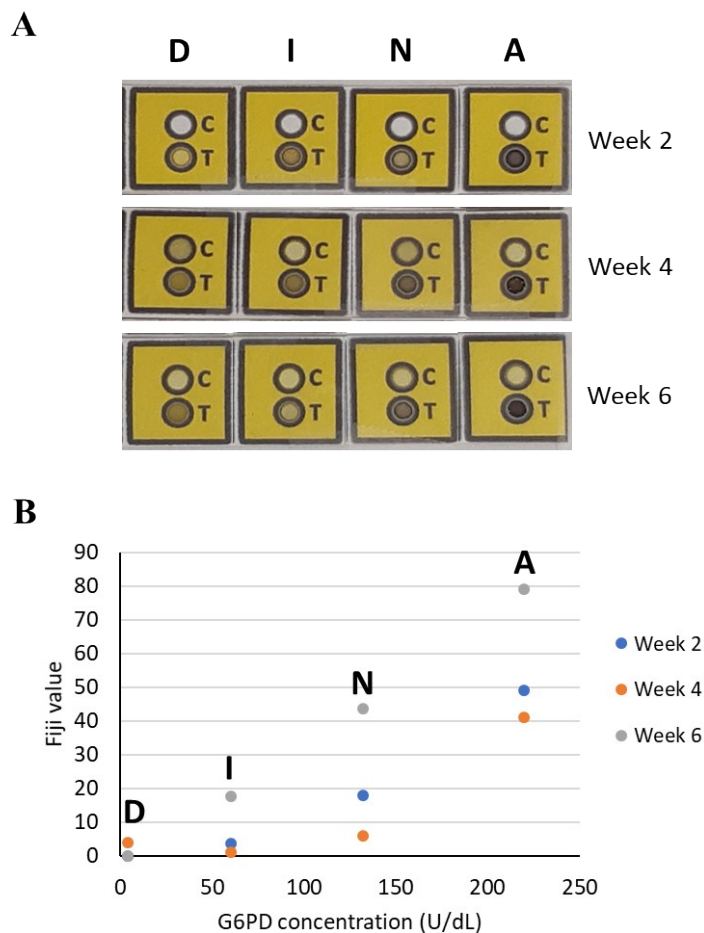 A
D I N A
C C C C
T T T T
Week 2
C C C C
T T T T
Week 4
C C C C
T T T T
Week 6
B
90
80
70
60
50
40
30
20
10
0
Fiji value
D
I
N
A
0 50 100 150 200 250
G6PD concentration (U/dL)
Week 2
Week 4
Week 6